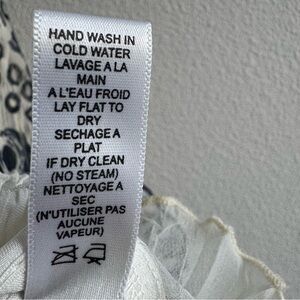 HAND WASH IN
COLD WATER
LAVAGE A LA
MAIN
A L'EAU FROID
LAY FLAT TO
DRY
SECHAGE A
PLAT
IF DRY CLEAN
(NO STEAM)
NETTOYAGE A
SEC
(N'UTILISER PAS
AUCUNE
VAPEUR)